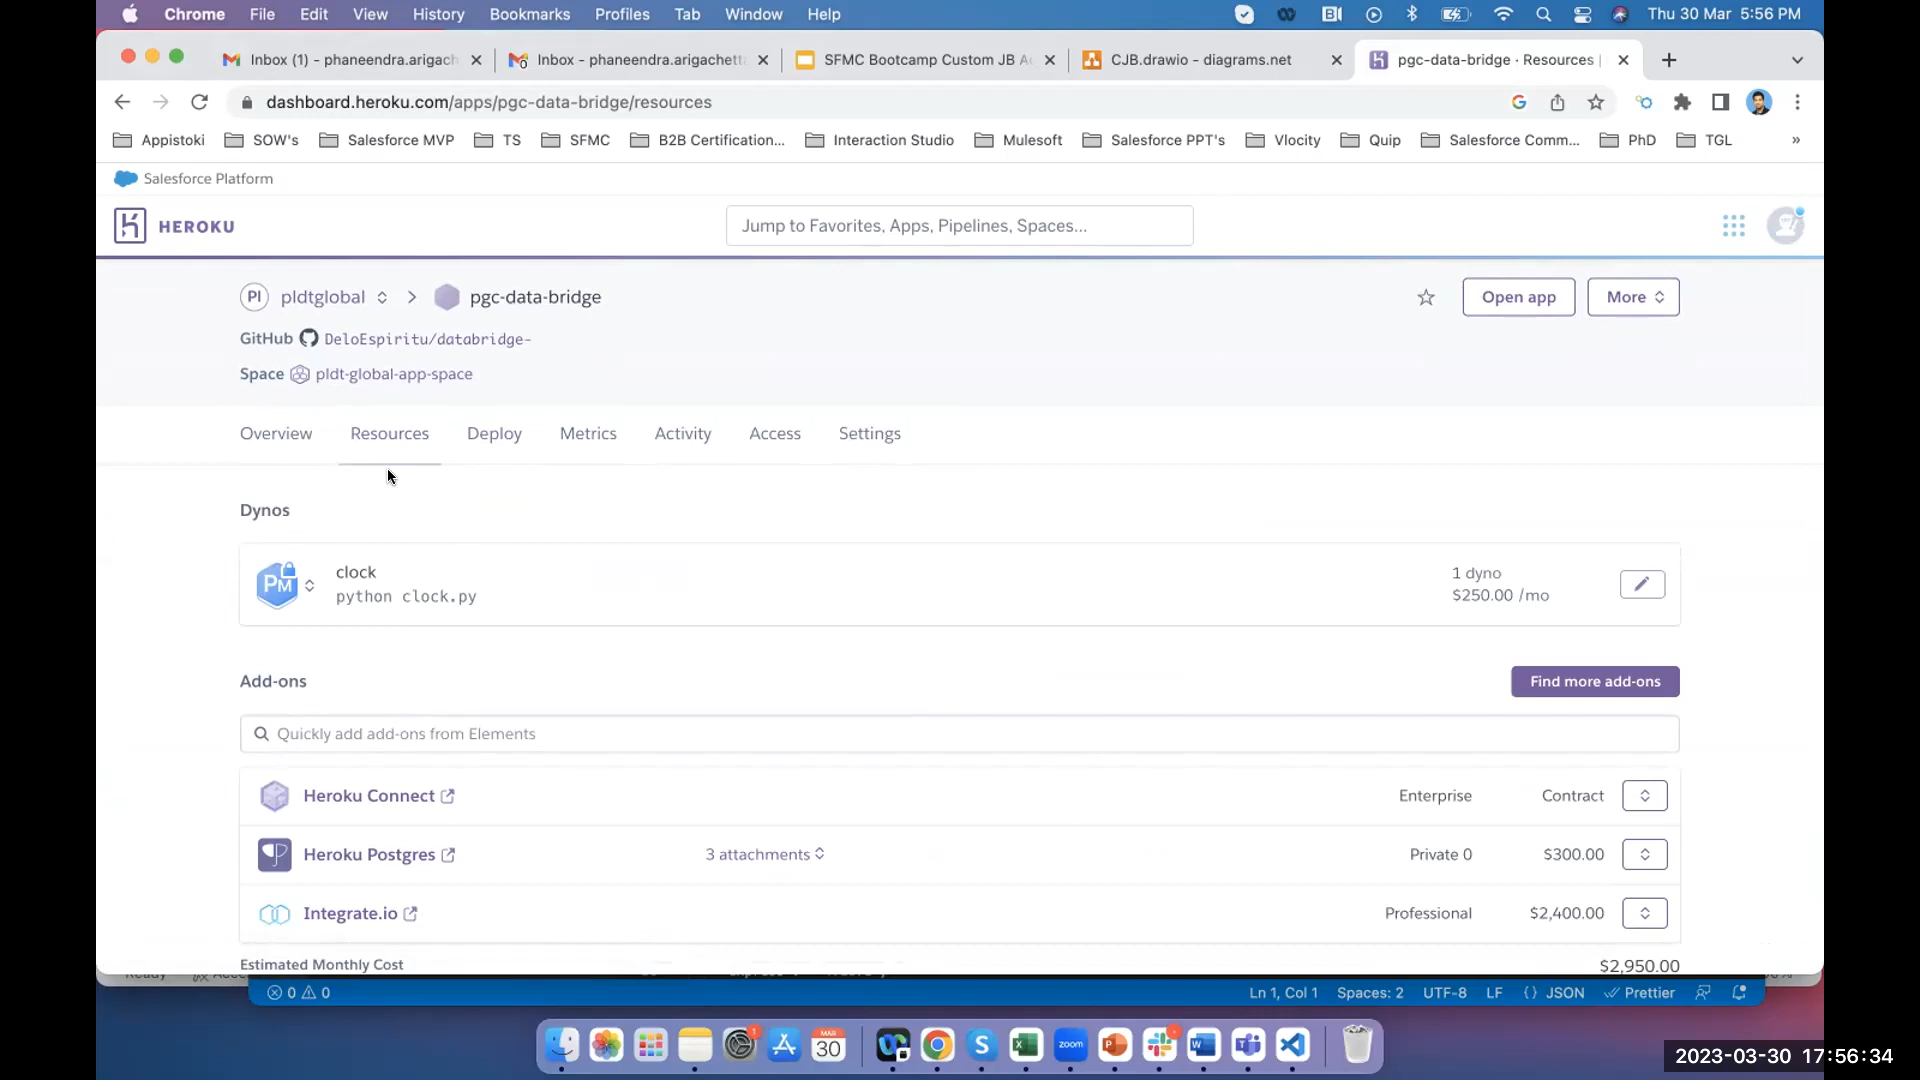 Chrome File Edit View History Bookmarks Profiles Tab Window Help Thu 30 Mar 5:56 PM
Inbox (1) - phaneendra.arigach
Inbox - phaneendra.arigachett
SFMC Bootcamp Custom JB A
CJB.drawio - diagrams.net
pgc-data-bridge · Resources |
dashboard.heroku.com/apps/pgc-data-bridge/resources
Appistoki SOW's Salesforce MVP TS SFMC B2B Certification... Interaction Studio Mulesoft Salesforce PPT's Vlocity Quip Salesforce Comm... PhD TGL »
Salesforce Platform
HEROKU
Jump to Favorites, Apps, Pipelines, Spaces...
PI pldtglobal > pgc-data-bridge
Open app
More
GitHub DeloEspiritu/databridge-
Space pldt-global-app-space
Overview Resources Deploy Metrics Activity Access Settings
Dynos
PM
clock
python clock.py
1 dyno
$250.00 /mo
Add-ons
Find more add-ons
Quickly add add-ons from Elements
Heroku Connect Enterprise Contract
Heroku Postgres 3 attachments Private 0 $300.00
Integrate.io Professional $2,400.00
Estimated Monthly Cost $2,950.00
0 0 Ln 1, Col 1 Spaces: 2 UTF-8 LF {} JSON Prettier
MAR
30
zoom
2023-03-30 17:56:34